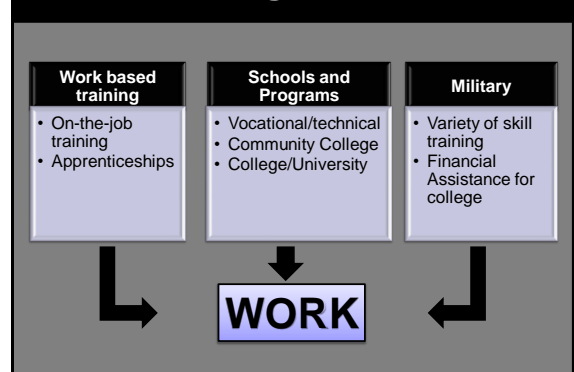 Work based
training
• On-the-job
training
• Apprenticeships
Schools and
Programs
• Vocational/technical
• Community College
• College/University
Military
• Variety of skill
training
• Financial
Assistance for
college
WORK